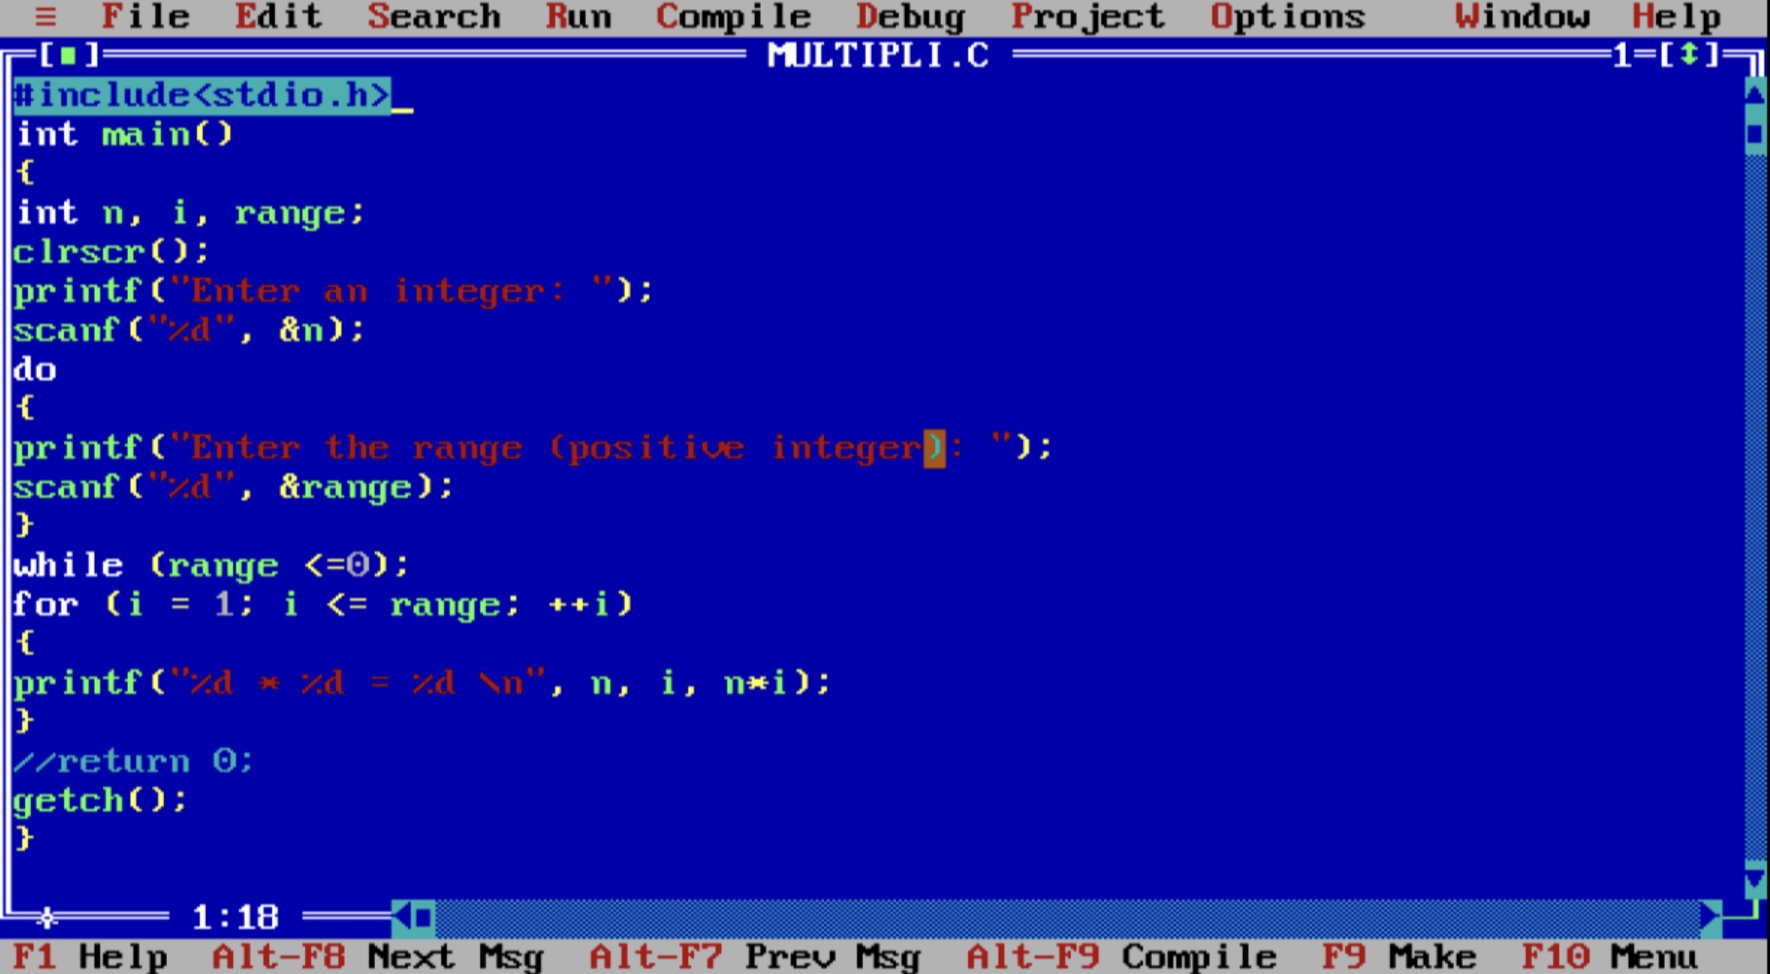 ≡ File Edit Search Run Compile Debug Project Options Window Help
[■] MULTIPLI.C 1=[↕]
#include<stdio.h>_
int main()
{
int n, i, range;
clrscr();
printf("Enter an integer: ");
scanf("%d", &n);
do
{
printf("Enter the range (positive integer): ");
scanf("%d", &range);
}
while (range <=0);
for (i = 1; i <= range; ++i)
{
printf("%d * %d = %d \n", n, i, n*i);
}
//return 0;
getch();
}
1:18
F1 Help Alt-F8 Next Msg Alt-F7 Prev Msg Alt-F9 Compile F9 Make F10 Menu